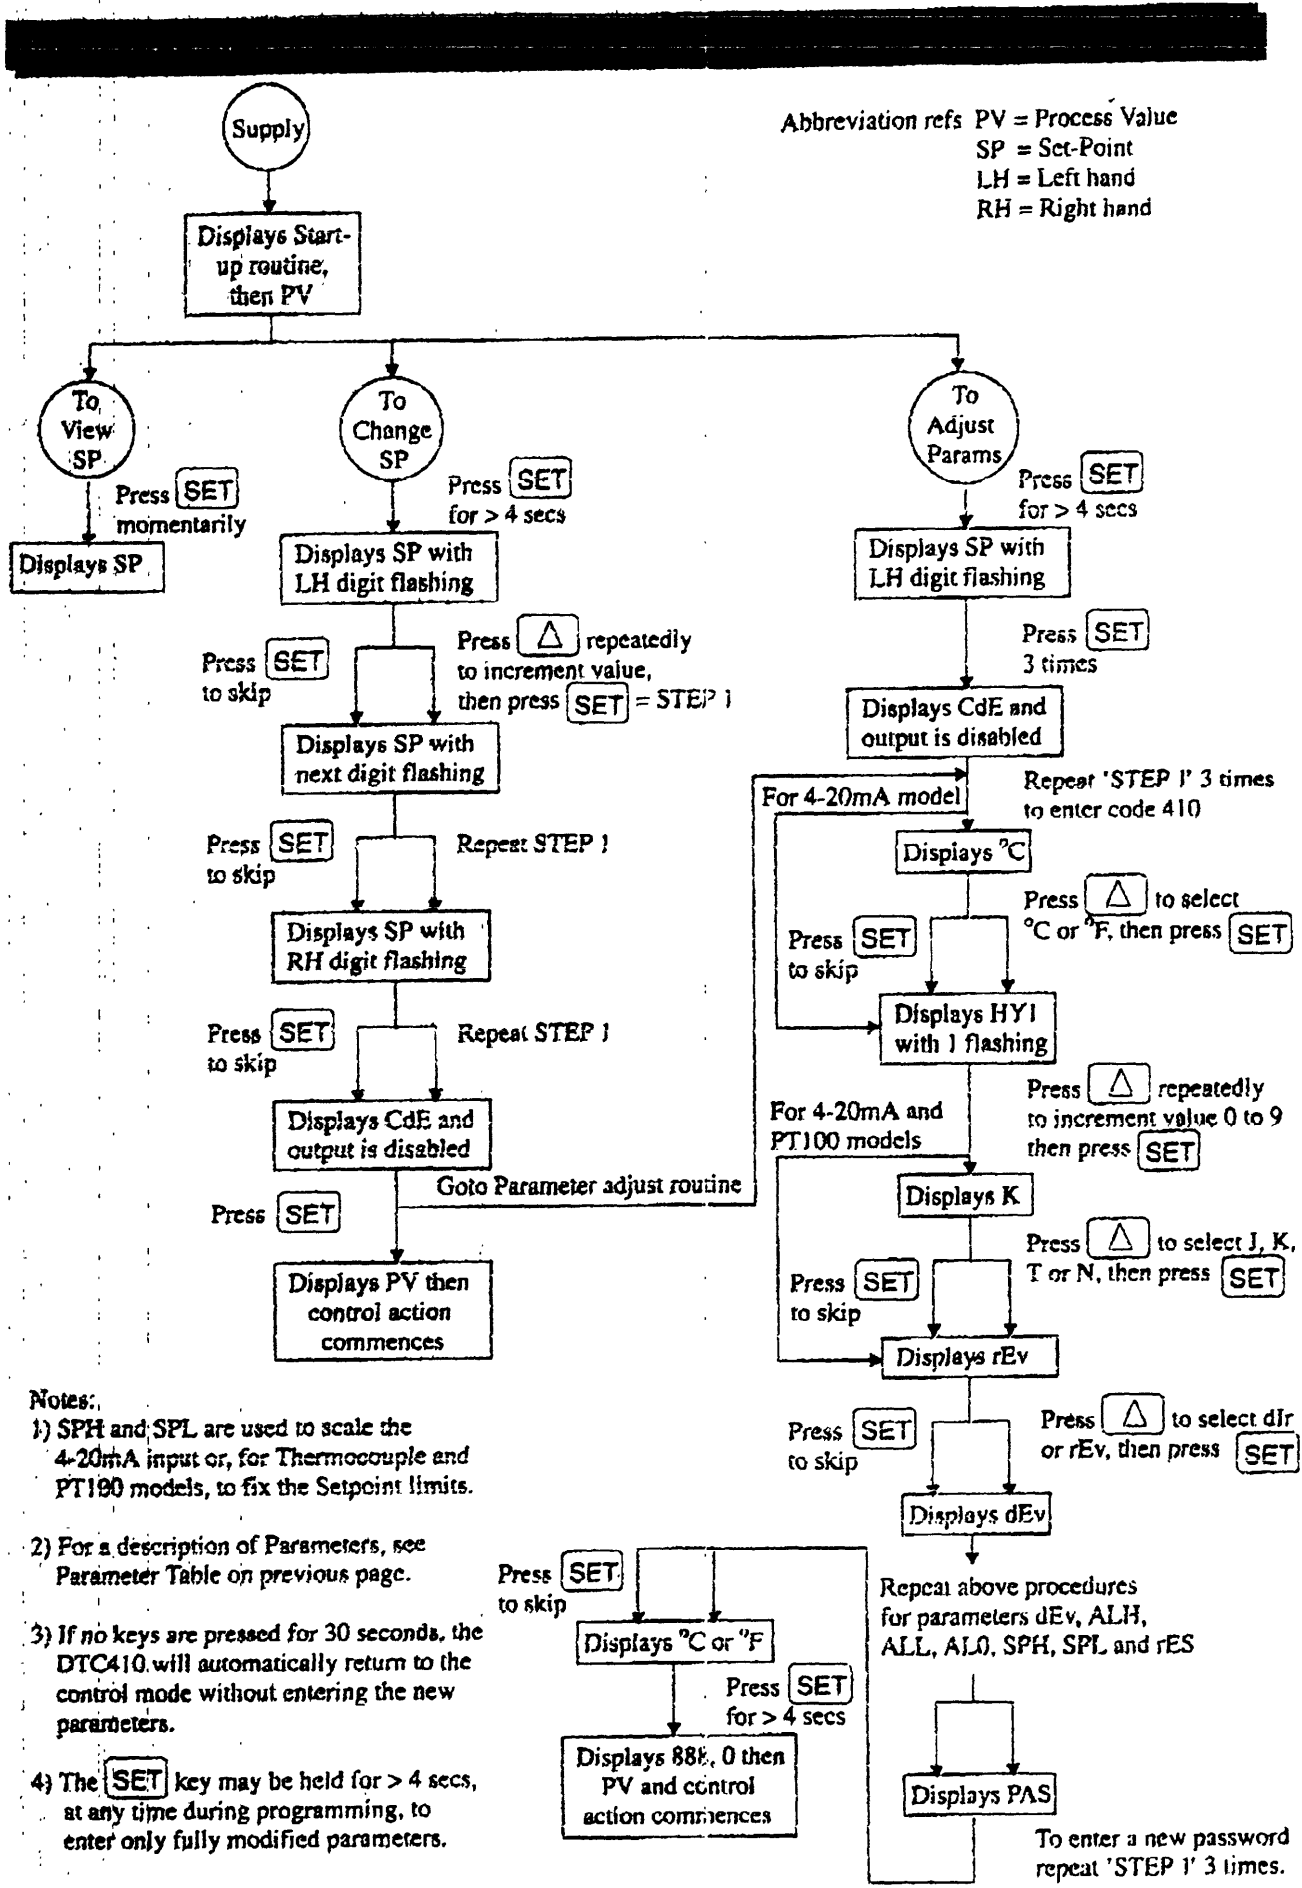 Supply
Abbreviation refs PV = Process Value
SP = Set-Point
LH = Left hand
RH = Right hand
Displays Start-
up routine,
then PV
To
View
SP
Press SET
momentarily
Displays SP
To
Change
SP
Press SET
for > 4 secs
Displays SP with
LH digit flashing
Press SET
to skip
Press △ repeatedly
to increment value,
then press SET = STEP 1
Displays SP with
next digit flashing
Press SET
to skip
Repeat STEP 1
Displays SP with
RH digit flashing
Press SET
to skip
Repeat STEP 1
Displays CdE and
output is disabled
Press SET
Goto Parameter adjust routine
Displays PV then
control action
commences
To
Adjust
Params
Press SET
for > 4 secs
Displays SP with
LH digit flashing
Press SET
3 times
Displays CdE and
output is disabled
For 4-20mA model
Repeat 'STEP 1' 3 times
to enter code 410
Displays °C
Press SET
to skip
Press △ to select
°C or °F, then press SET
Displays HY1
with 1 flashing
Press △ repeatedly
to increment value 0 to 9
then press SET
For 4-20mA and
PT100 models
Displays K
Press SET
to skip
Press △ to select J, K,
T or N, then press SET
Displays rEv
Press SET
to skip
Press △ to select dIr
or rEv, then press SET
Displays dEv
Repeat above procedures
for parameters dEv, ALH,
ALL, AL0, SPH, SPL and rES
Displays PAS
To enter a new password
repeat 'STEP 1' 3 times.
Press SET
to skip
Displays °C or °F
Press SET
for > 4 secs
Displays 888, 0 then
PV and control
action commences
Notes:
1) SPH and SPL are used to scale the
4-20mA input or, for Thermocouple and
PT100 models, to fix the Setpoint limits.
2) For a description of Parameters, see
Parameter Table on previous page.
3) If no keys are pressed for 30 seconds, the
DTC410 will automatically return to the
control mode without entering the new
parameters.
4) The SET key may be held for > 4 secs,
at any time during programming, to
enter only fully modified parameters.